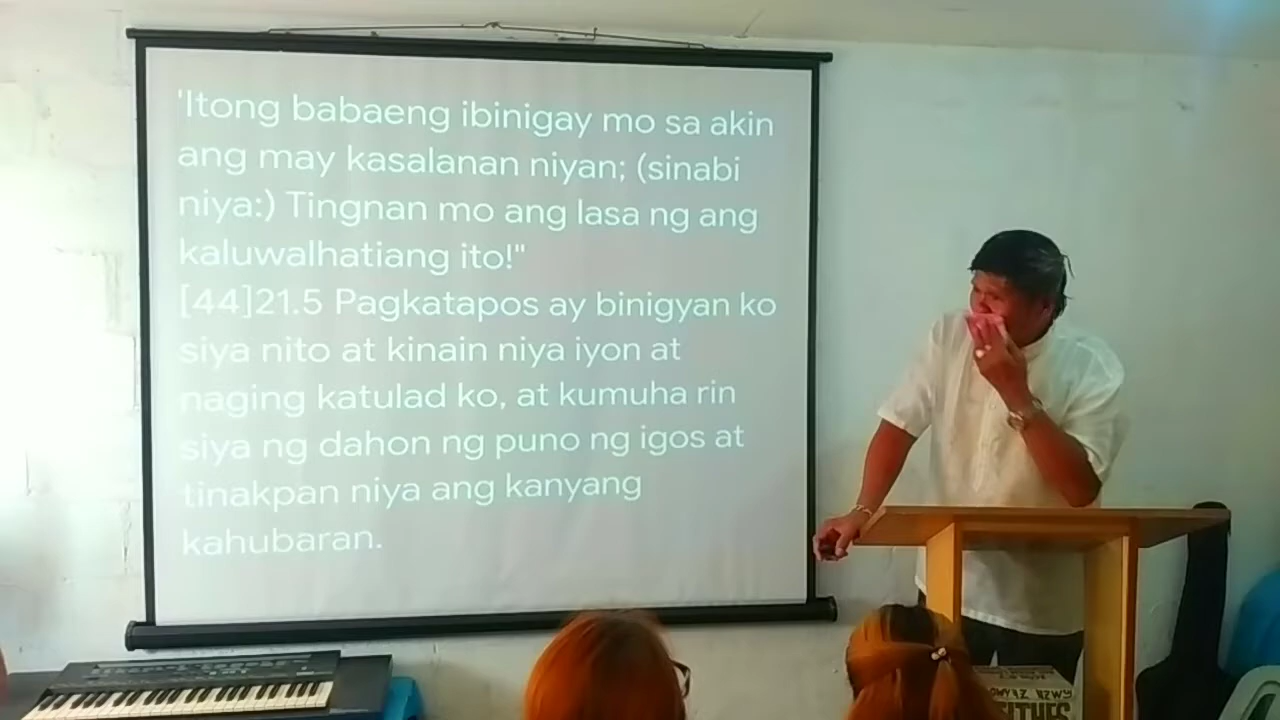 'Itong babaeng ibinigay mo sa akin
ang may kasalanan niyan; (sinabi
niya:) Tingnan mo ang lasa ng ang
kaluwalhatiang ito!"
[44]21.5 Pagkatapos ay binigyan ko
siya nito at kinain niya iyon at
naging katulad ko, at kumuha rin
siya ng dahon ng puno ng igos at
tinakpan niya ang kanyang
kahubaran.